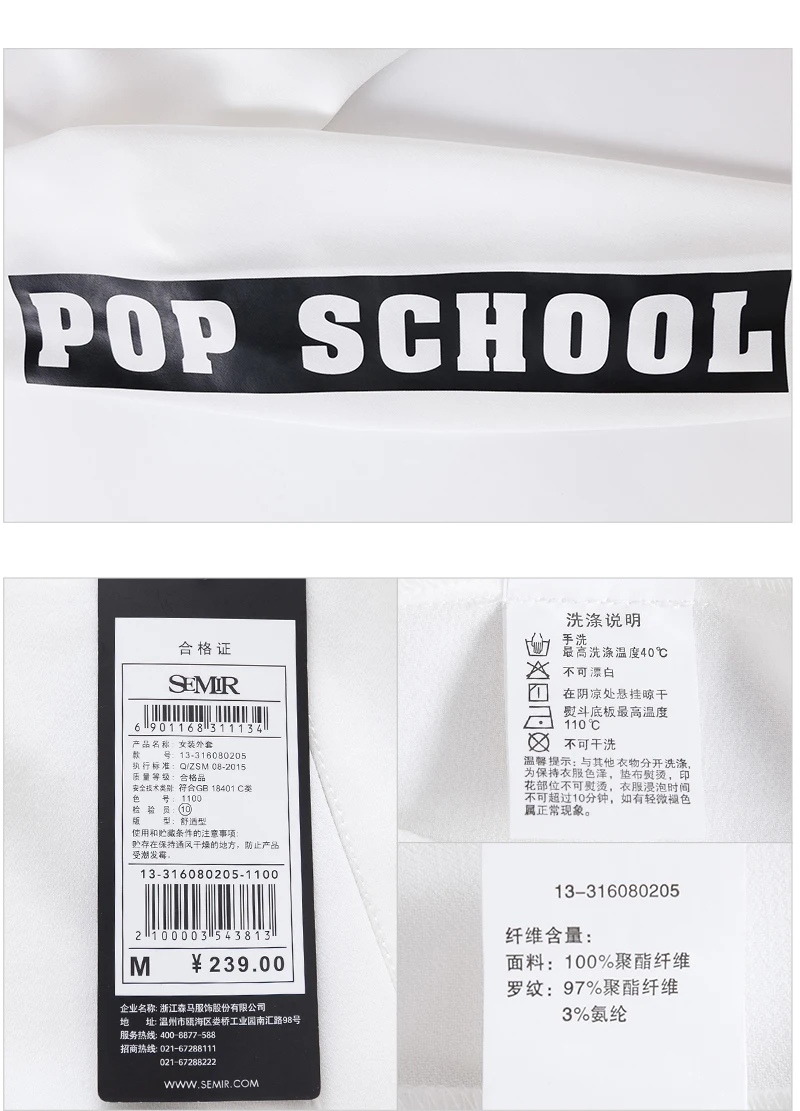 POP SCHOOL
合格证
SEMIR
6 901168 311134
产品名称: 女装外套
款 号: 13-316080205
执行标准: Q/ZSM 08-2015
质量等级: 合格品
安全技术类别: 符合GB 18401 C类
色 号: 1100
检 验 员: ⑩
版 型: 舒适型
使用和贮藏条件的注意事项:
贮存在保持通风干燥的地方，防止产品
受潮发霉。
13-316080205-1100
2 100003 543813
M ¥239.00
企业名称: 浙江森马服饰股份有限公司
地 址: 温州市瓯海区娄桥工业园南汇路98号
服务热线: 400-8877-588
招商热线: 021-67288111
021-67288222
WWW.SEMIR.COM
洗涤说明
手洗
最高洗涤温度40℃
不可漂白
在阴凉处悬挂晾干
熨斗底板最高温度
110℃
不可干洗
温馨提示: 与其他衣物分开洗涤,
为保持衣服色泽，垫布熨烫，印
花部位不可熨烫，衣服浸泡时间
不可超过10分钟，如有轻微褪色
属正常现象。
13-316080205
纤维含量:
面料: 100%聚酯纤维
罗纹: 97%聚酯纤维
3%氨纶